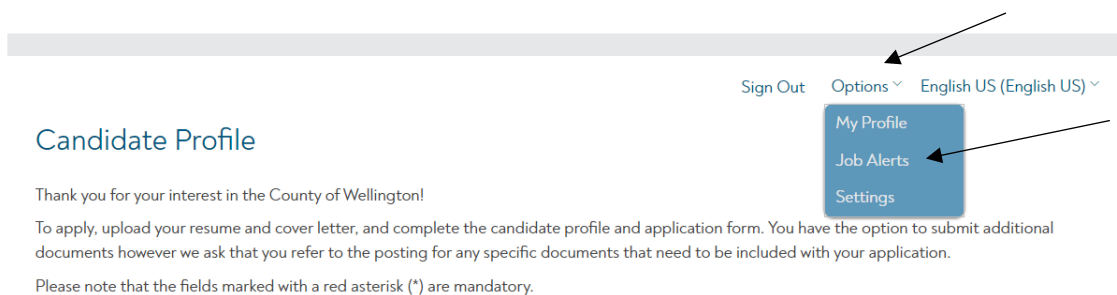 Sign Out Options English US (English US)
My Profile
Candidate Profile
Job Alerts
Thank you for your interest in the County of Wellington!
Settings
To apply, upload your resume and cover letter, and complete the candidate profile and application form. You have the option to submit additional
documents however we ask that you refer to the posting for any specific documents that need to be included with your application.
Please note that the fields marked with a red asterisk (*) are mandatory.